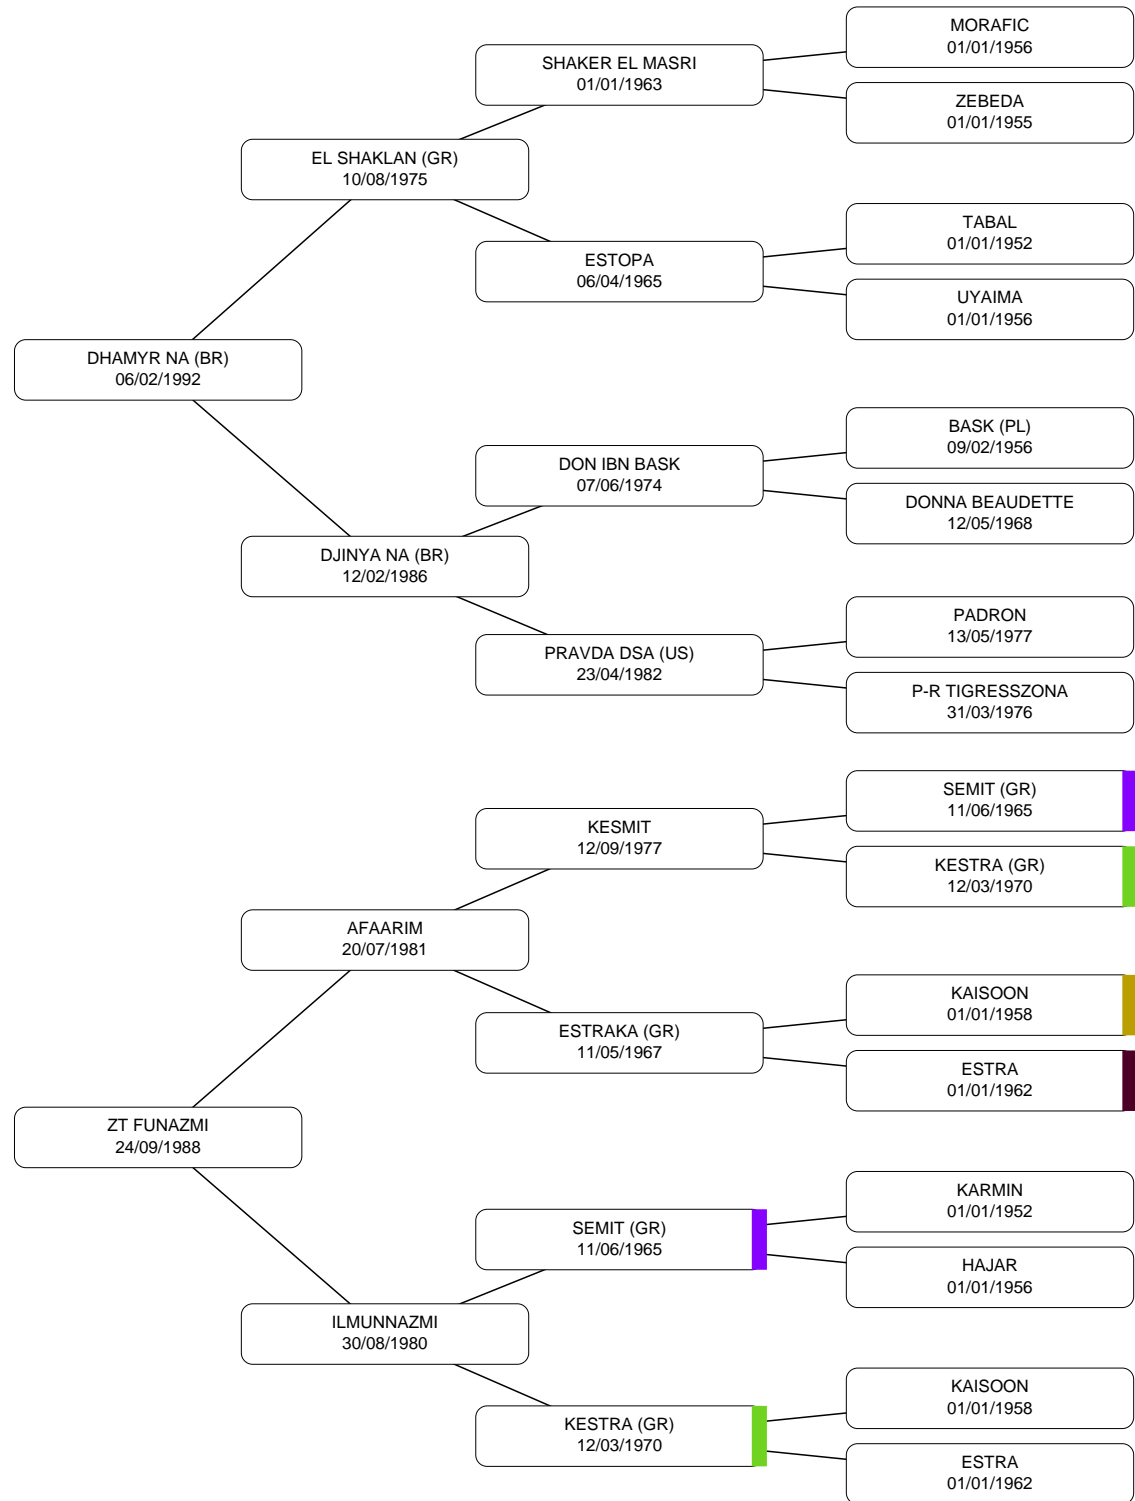 MORAFIC
01/01/1956
SHAKER EL MASRI
01/01/1963
ZEBEDA
01/01/1955
EL SHAKLAN (GR)
10/08/1975
TABAL
01/01/1952
ESTOPA
06/04/1965
UYAIMA
01/01/1956
DHAMYR NA (BR)
06/02/1992
BASK (PL)
09/02/1956
DON IBN BASK
07/06/1974
DONNA BEAUDETTE
12/05/1968
DJINYA NA (BR)
12/02/1986
PADRON
13/05/1977
PRAVDA DSA (US)
23/04/1982
P-R TIGRESSZONA
31/03/1976
SEMIT (GR)
11/06/1965
KESMIT
12/09/1977
KESTRA (GR)
12/03/1970
AFAARIM
20/07/1981
KAISOON
01/01/1958
ESTRAKA (GR)
11/05/1967
ESTRA
01/01/1962
ZT FUNAZMI
24/09/1988
KARMIN
01/01/1952
SEMIT (GR)
11/06/1965
HAJAR
01/01/1956
ILMUNNAZMI
30/08/1980
KAISOON
01/01/1958
KESTRA (GR)
12/03/1970
ESTRA
01/01/1962